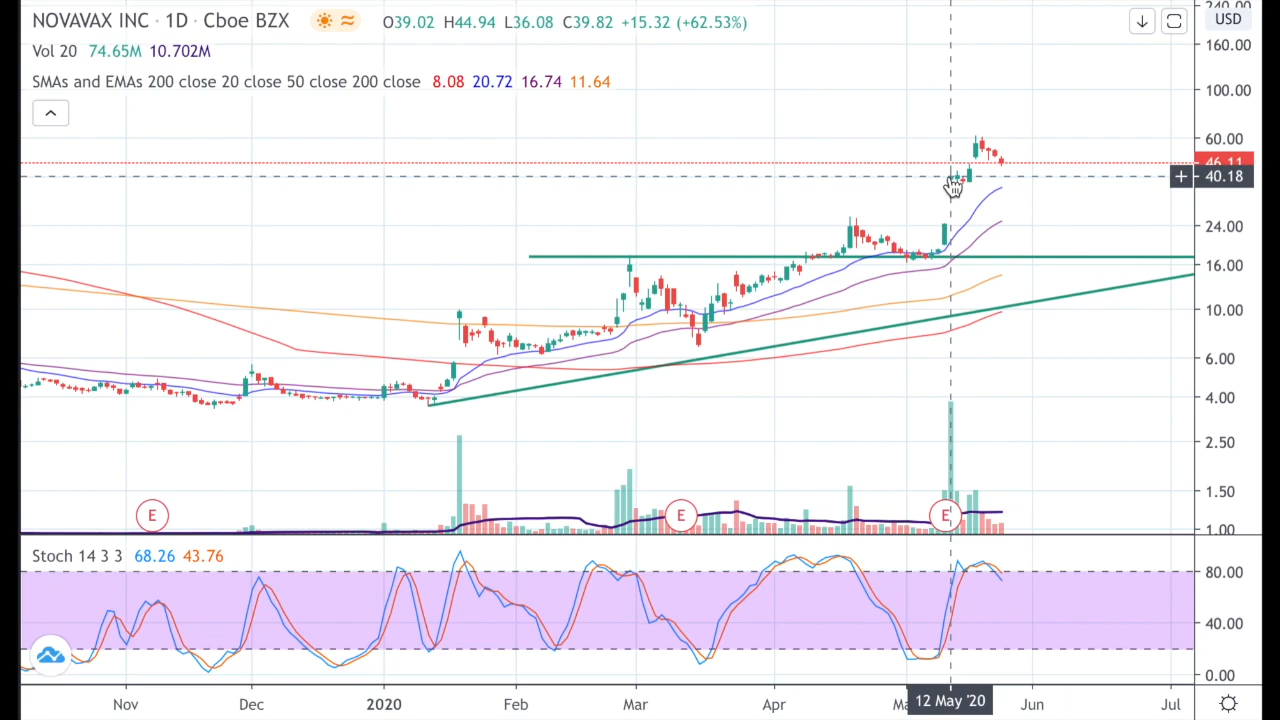 NOVAVAX INC · 1D · Cboe BZX O39.02 H44.94 L36.08 C39.82 +15.32 (+62.53%)
Vol 20 74.65M 10.702M
SMAs and EMAs 200 close 20 close 50 close 200 close 8.08 20.72 16.74 11.64
USD
240.00
160.00
100.00
60.00
46.11
+ 40.18
24.00
16.00
10.00
6.00
4.00
2.50
1.50
1.00
E E E
Stoch 14 3 3 68.26 43.76
80.00
40.00
0.00
Nov Dec 2020 Feb Mar Apr 12 May '20 Jun Jul